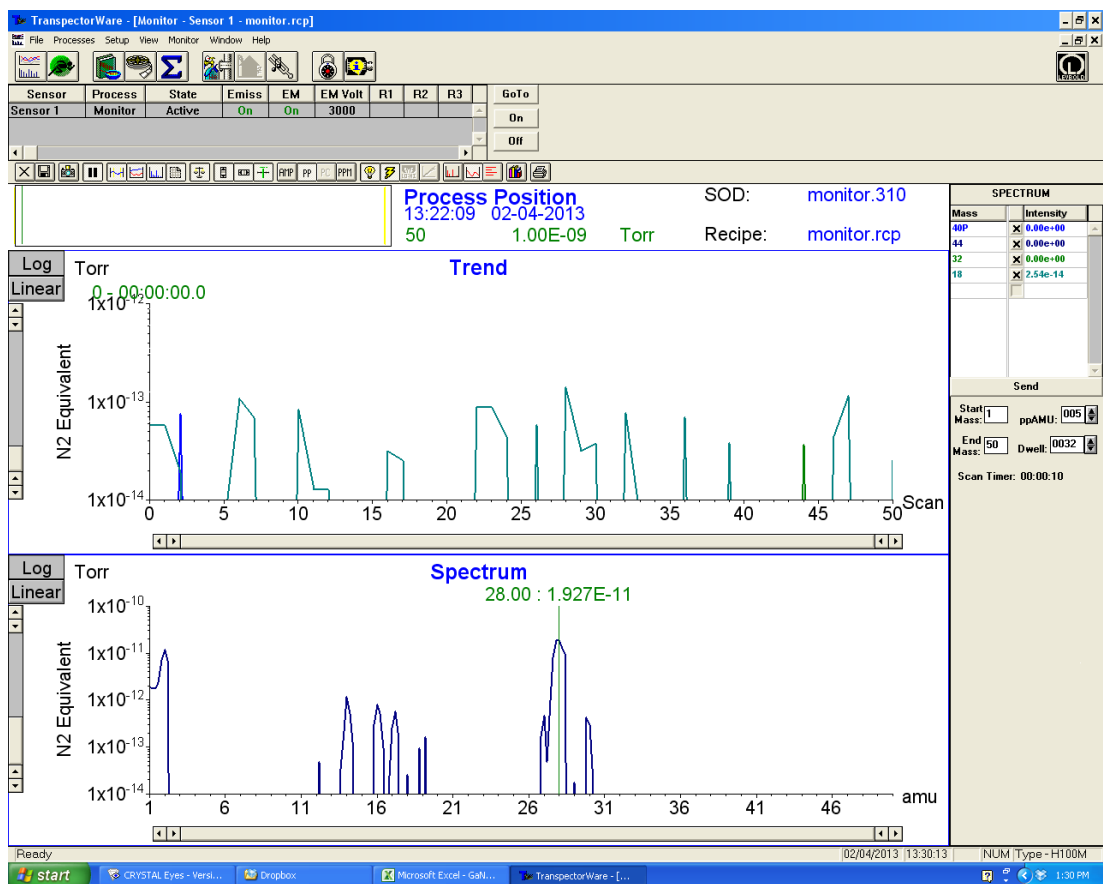 TranspectorWare - [Monitor - Sensor 1 - monitor.rcp]
File Processes Setup View Monitor Window Help
LEYBOLD
Sensor Process State Emiss EM EM Volt R1 R2 R3 GoTo
Sensor 1 Monitor Active On On 3000
On
Off
AMP PP PC PPM
Process Position
13:22:09 02-04-2013
50 1.00E-09 Torr
SOD: monitor.310
Recipe: monitor.rcp
SPECTRUM
Mass Intensity
40P 0.00e+00
44 0.00e+00
32 0.00e+00
18 2.54e-14
Send
Start Mass: 1 ppAMU: 005
End Mass: 50 Dwell: 0032
Scan Timer: 00:00:10
Log
Linear
Torr
Trend
0 - 00:00:00.0
N2 Equivalent
1x10-12
1x10-13
1x10-14
0 5 10 15 20 25 30 35 40 45 50 Scan
Log
Linear
Torr
Spectrum
28.00 : 1.927E-11
N2 Equivalent
1x10-10
1x10-11
1x10-12
1x10-13
1x10-14
1 6 11 16 21 26 31 36 41 46 amu
Ready 02/04/2013 13:30:13 NUM Type - H100M
start CRYSTAL Eyes - Versi... Dropbox Microsoft Excel - GaN... TranspectorWare - [... 1:30 PM